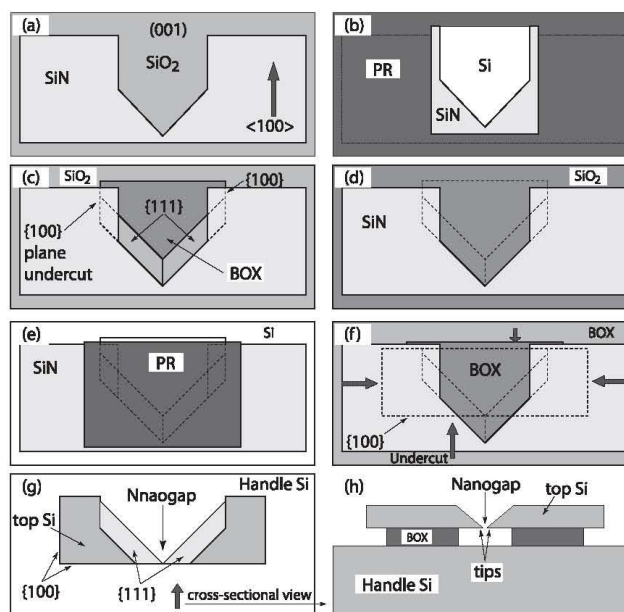 (a)
(001)
SiO2
SiN
<100>
(b)
PR
Si
SiN
(c)
SiO2
{100}
{111}
{100}
plane
undercut
BOX
(d)
SiO2
SiN
(e)
Si
SiN
PR
(f)
BOX
BOX
{100}
Undercut
(g)
Nnaogap
Handle Si
top Si
{100}
{111}
cross-sectional view
(h)
Nanogap
top Si
BOX
tips
Handle Si